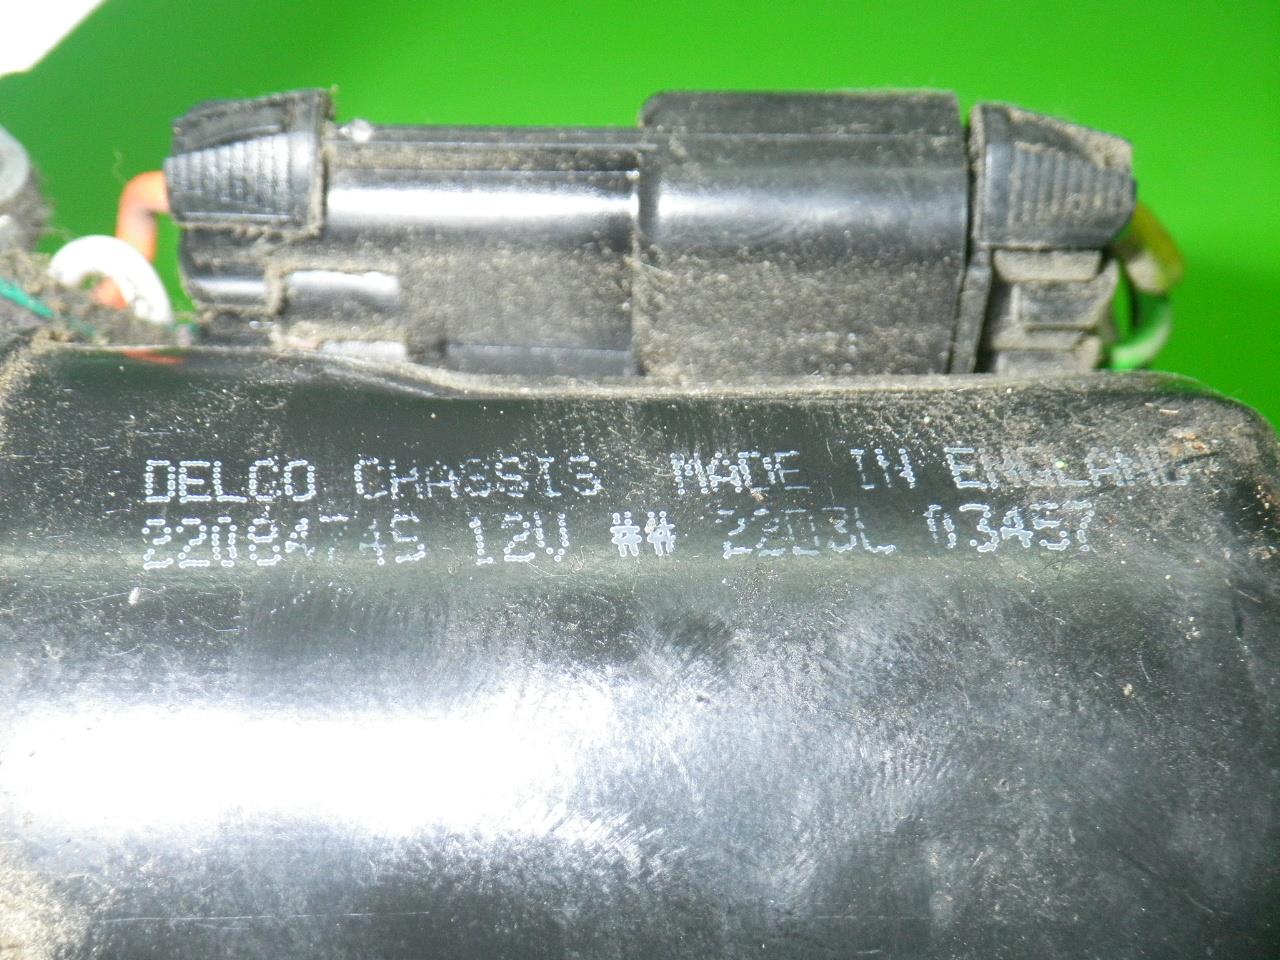 DELCO CHASSIS MADE IN ENGLAND
22084745 12V ## 2203L 03457